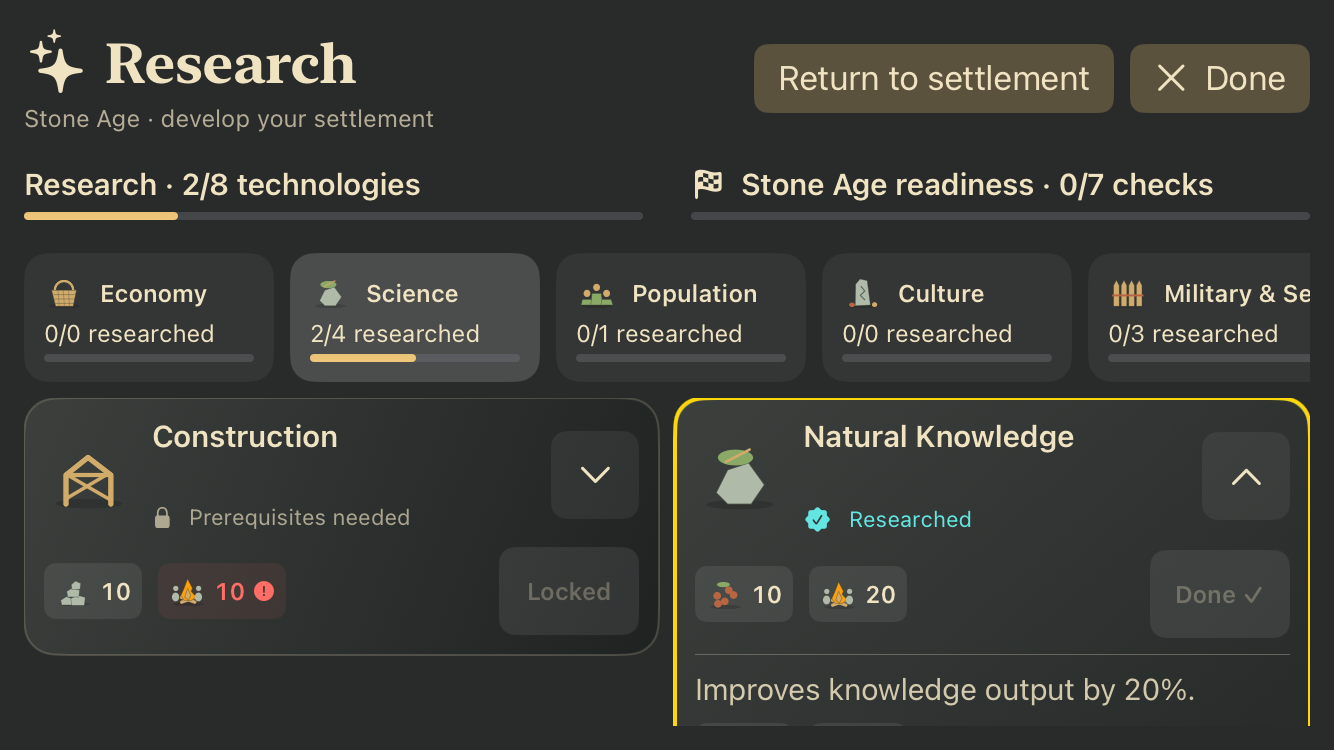 Research
Return to settlement
Done
Stone Age · develop your settlement
Research · 2/8 technologies
Stone Age readiness · 0/7 checks
Economy
0/0 researched
Science
2/4 researched
Population
0/1 researched
Culture
0/0 researched
Military & Se
0/3 researched
Construction
Prerequisites needed
10
10
Locked
Natural Knowledge
Researched
10
20
Done
Improves knowledge output by 20%.